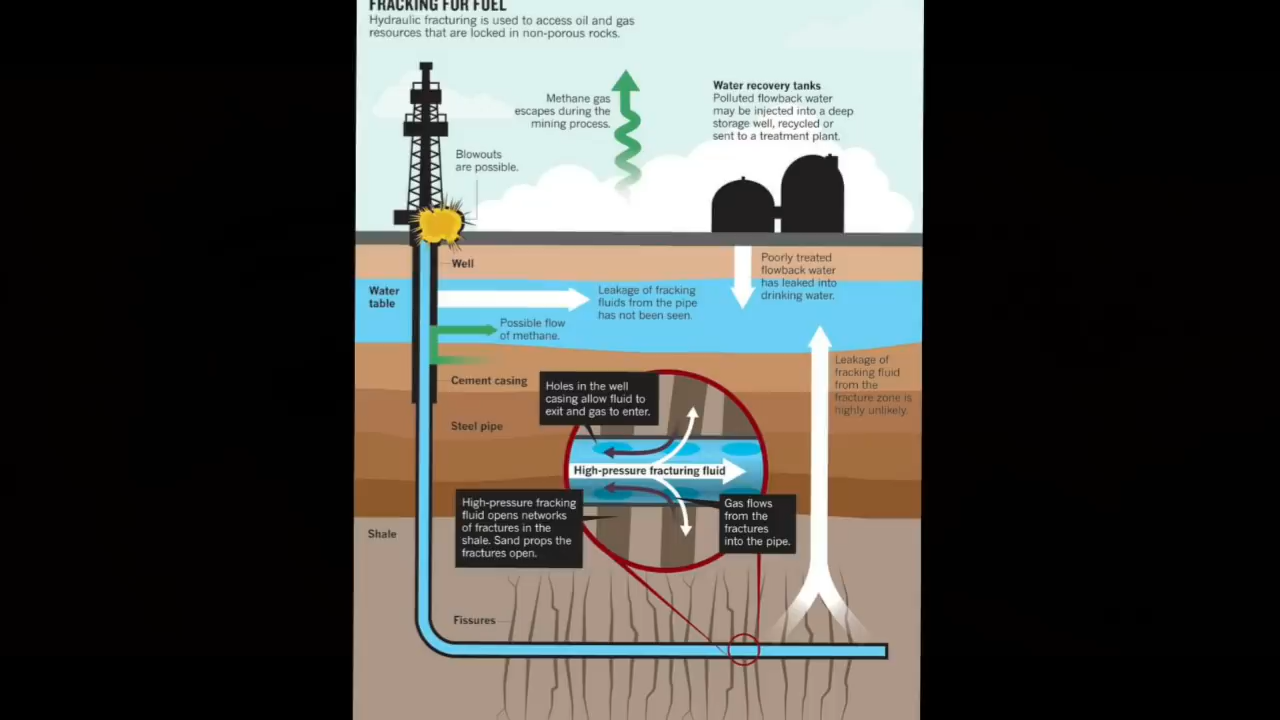 FRACKING FOR FUEL
Hydraulic fracturing is used to access oil and gas
resources that are locked in non-porous rocks.
Methane gas
escapes during the
mining process.
Water recovery tanks
Polluted flowback water
may be injected into a deep
storage well, recycled or
sent to a treatment plant.
Blowouts
are possible.
Well
Poorly treated
flowback water
has leaked into
drinking water.
Water
table
Leakage of fracking
fluids from the pipe
has not been seen.
Possible flow
of methane.
Leakage of
fracking fluid
from the
fracture zone is
highly unlikely.
Cement casing
Holes in the well
casing allow fluid to
exit and gas to enter.
Steel pipe
High-pressure fracturing fluid
High-pressure fracking
fluid opens networks
of fractures in the
shale. Sand props the
fractures open.
Gas flows
from the
fractures
into the pipe.
Shale
Fissures